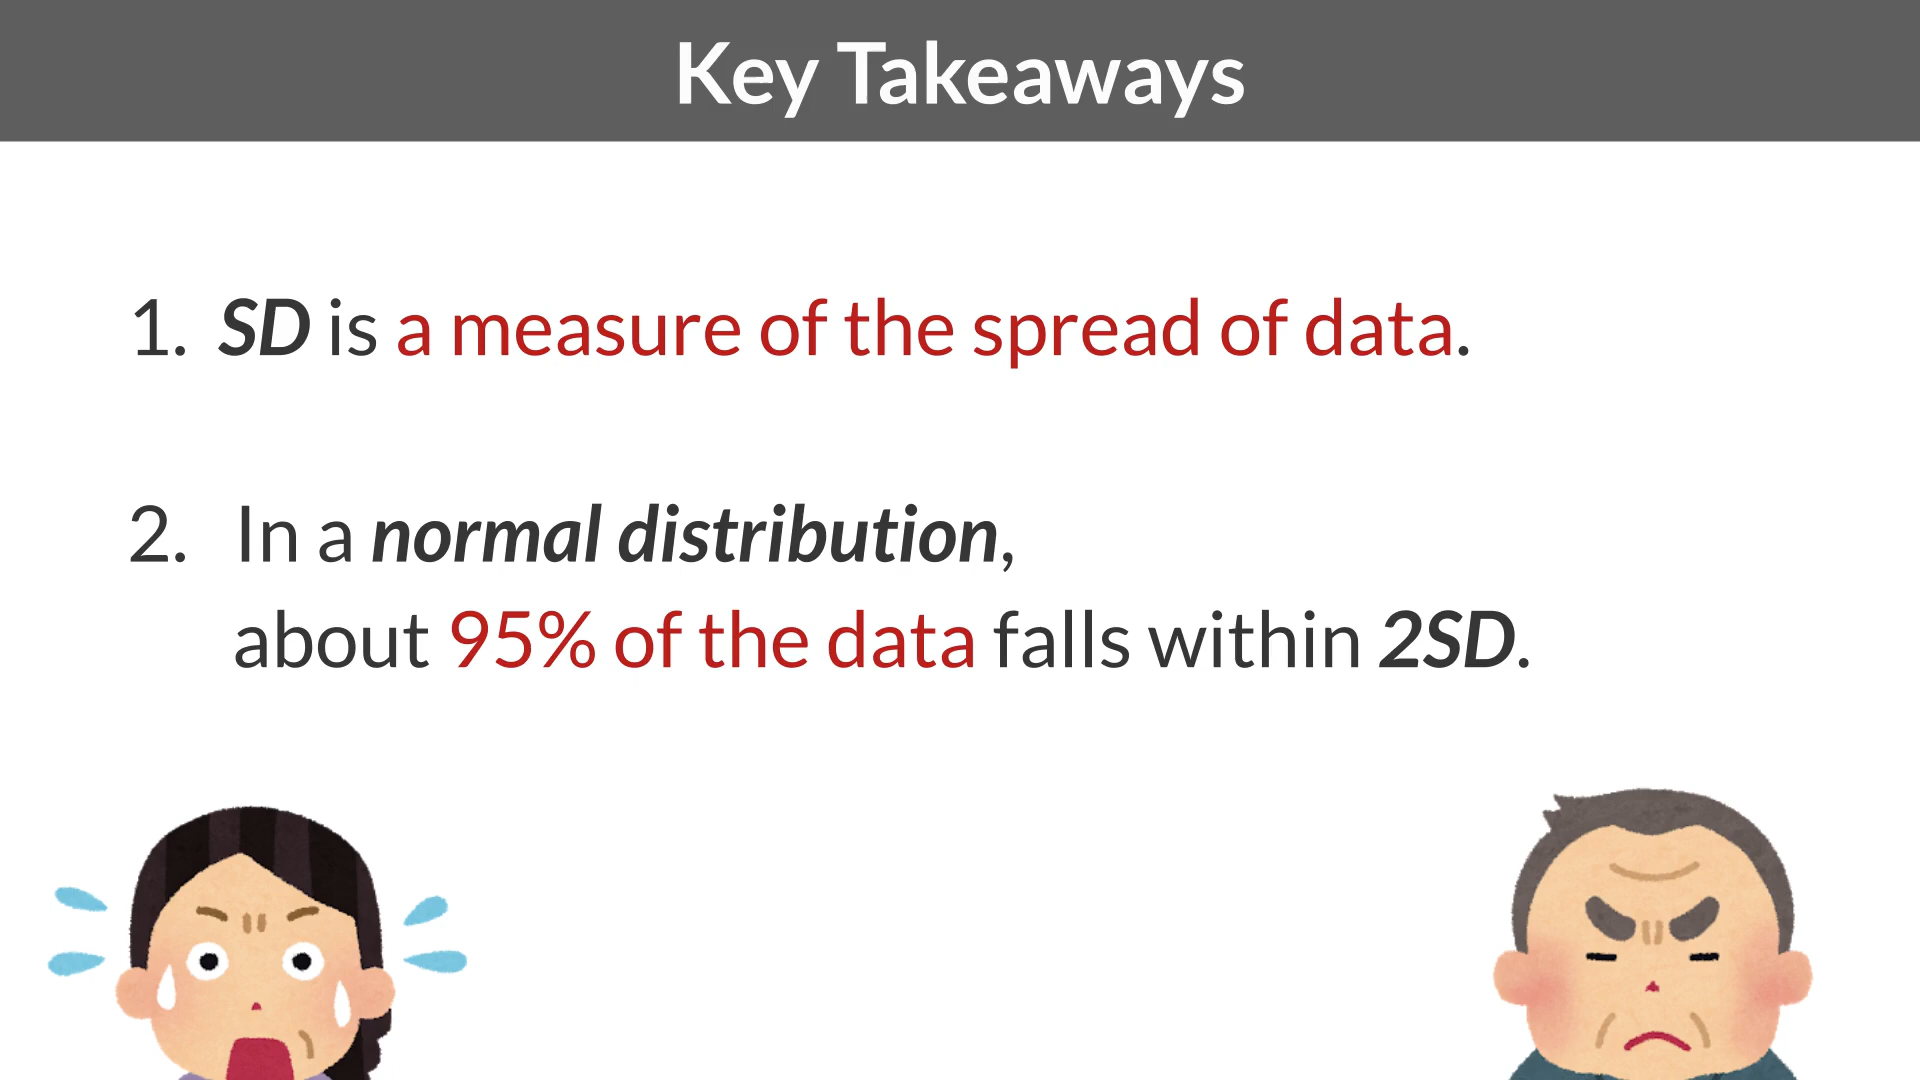 Key Takeaways
1. SD is a measure of the spread of data.
2. In a normal distribution,
about 95% of the data falls within 2SD.